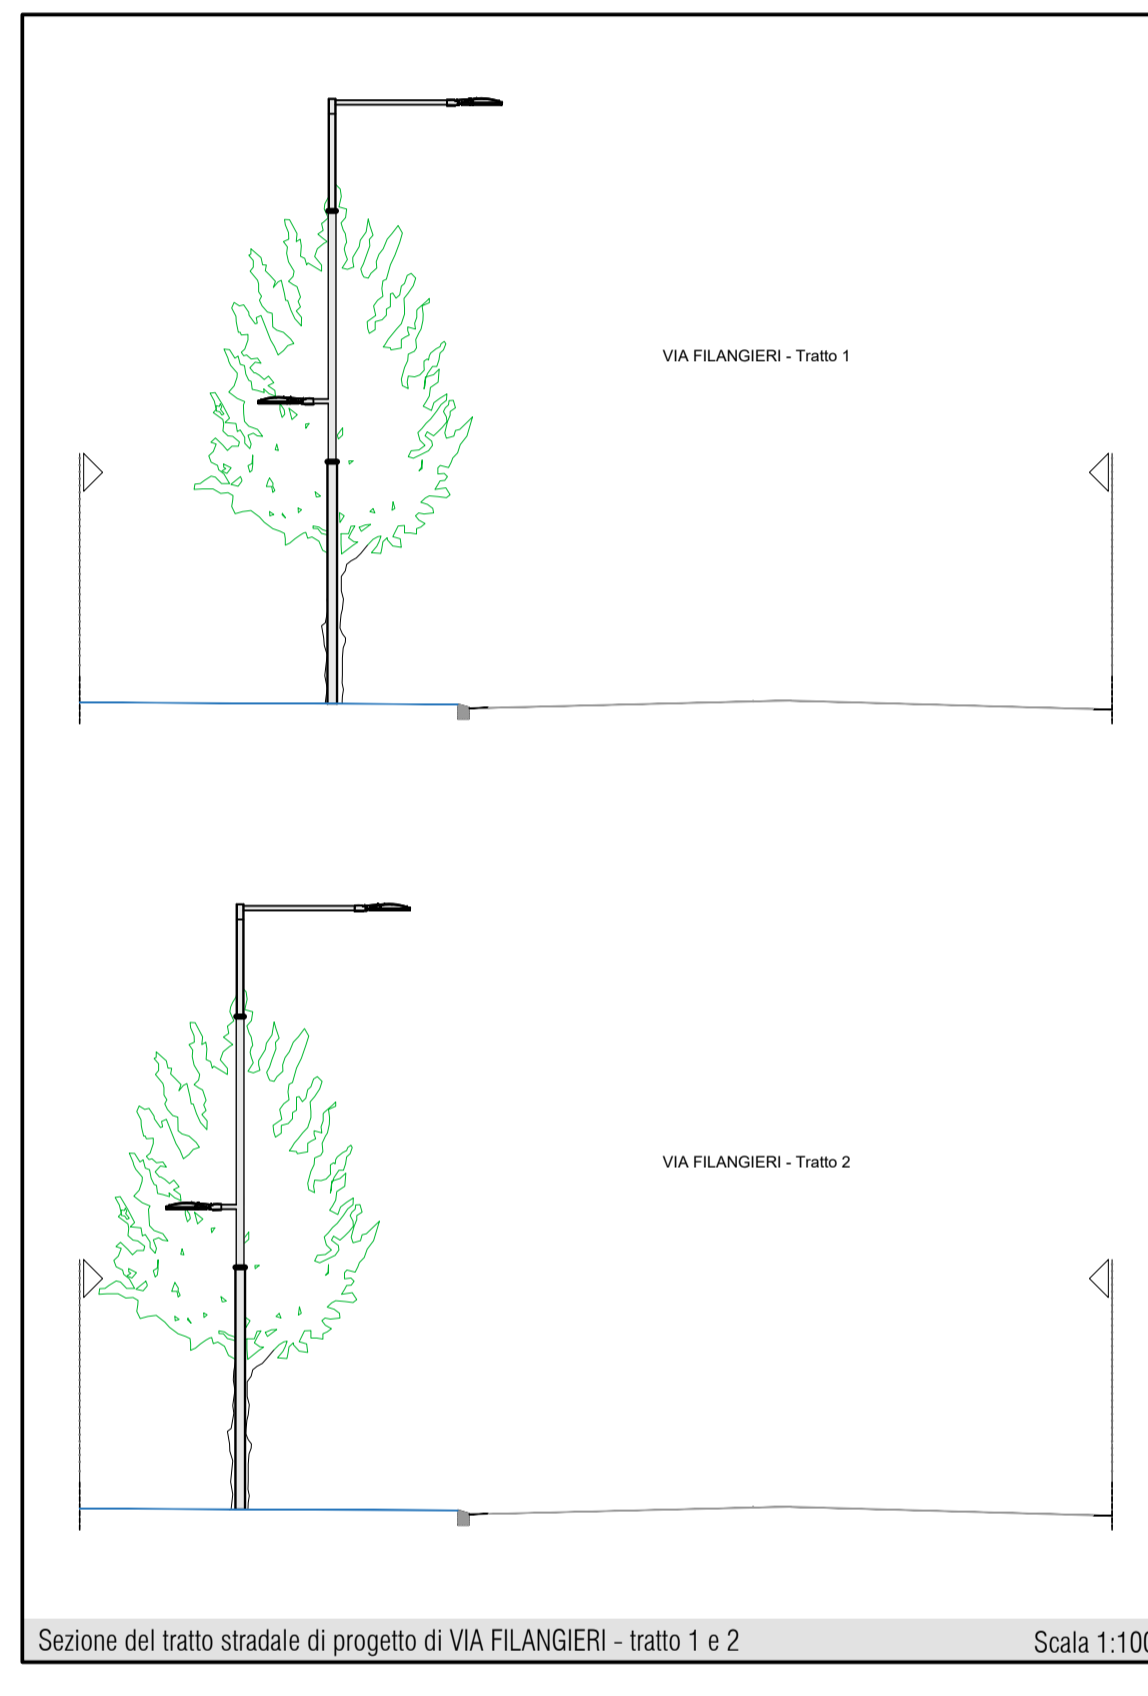 VIA FILANGIERI - Tratto 1
VIA FILANGIERI - Tratto 2
Sezione del tratto stradale di progetto di VIA FILANGIERI - tratto 1 e 2
Scala 1:100